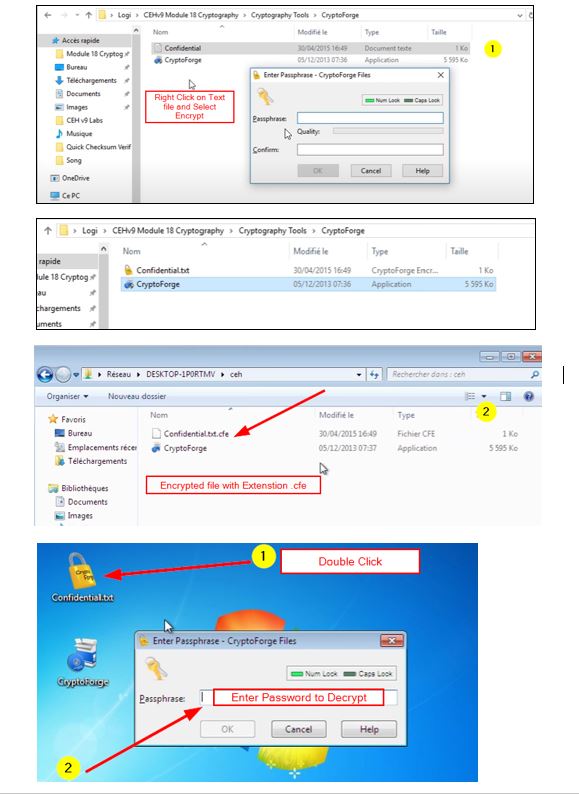 Logi › CEHv9 Module 18 Cryptography › Cryptography Tools › CryptoForge
Accès rapide
Module 18 Cryptog
Bureau
Téléchargements
Documents
Images
CEH v9 Labs
Musique
Quick Checksum Verif
Song
OneDrive
Ce PC
Nom Modifié le Type Taille
Confidential 30/04/2015 16:49 Document texte 1 Ko
CryptoForge 05/12/2013 07:36 Application 5 595 Ko
1
Right Click on Text
file and Select
Encrypt
Enter Passphrase - CryptoForge Files
Num Lock Caps Lock
Passphrase:
Quality:
Confirm:
OK Cancel Help
Logi › CEHv9 Module 18 Cryptography › Cryptography Tools › CryptoForge
rapide
ule 18 Cryptog
au
chargements
uments
Nom Modifié le Type Taille
Confidential.txt 30/04/2015 16:49 CryptoForge Encr... 1 Ko
CryptoForge 05/12/2013 07:36 Application 5 595 Ko
Réseau ▸ DESKTOP-1P0RTMV ▸ ceh
Rechercher dans : ceh
Organiser Nouveau dossier
2
Favoris
Bureau
Emplacements récer
Téléchargements
Bibliothèques
Documents
Images
Nom Modifié le Type Taille
Confidential.txt.cfe 30/04/2015 16:49 Fichier CFE 1 Ko
CryptoForge 05/12/2013 07:37 Application 5 595 Ko
Encrypted file with Extenstion .cfe
1
Double Click
Confidential.txt
CryptoForge
Enter Passphrase - CryptoForge Files
Num Lock Caps Lock
Passphrase:
Enter Password to Decrypt
OK Cancel Help
2